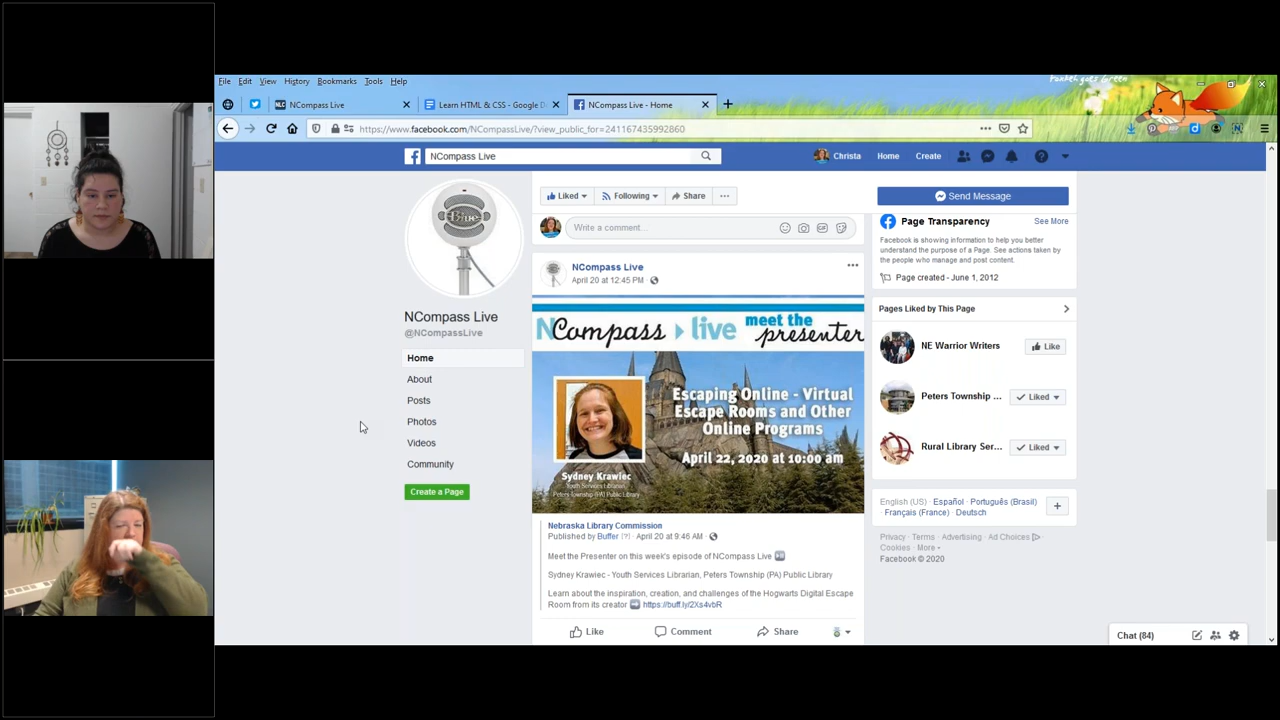 File Edit View History Bookmarks Tools Help
NLC NCompass Live
Learn HTML & CSS - Google D
NCompass Live - Home
https://www.facebook.com/NCompassLive/?view_public_for=241167435992860
NCompass Live
Christa Home Create
Liked Following Share
Send Message
Write a comment...
Page Transparency See More
Facebook is showing information to help you better
understand the purpose of a Page. See actions taken
by the people who manage and post content.
Page created - June 1, 2012
Blue
NCompass Live
@NCompassLive
Home
About
Posts
Photos
Videos
Community
Create a Page
NCompass Live
April 20 at 12:45 PM
NCompass live meet the
presenter
Escaping Online - Virtual
Escape Rooms and Other
Online Programs
April 22, 2020 at 10:00 am
Sydney Krawiec
Youth Services Librarian,
Peters Township (PA) Public Library
Nebraska Library Commission
Published by Buffer [?] · April 20 at 9:46 AM ·
Meet the Presenter on this week's episode of NCompass Live
Sydney Krawiec - Youth Services Librarian, Peters Township (PA) Public Library
Learn about the inspiration, creation, and challenges of the Hogwarts Digital Escape
Room from its creator https://buff.ly/2Xs4vbR
Like Comment Share
Pages Liked by This Page
NE Warrior Writers Like
Peters Township ... Liked
Rural Library Ser... Liked
English (US) · Español · Português (Brasil) ·
Français (France) · Deutsch
Privacy · Terms · Advertising · Ad Choices ·
Cookies · More
Facebook © 2020
Chat (84)